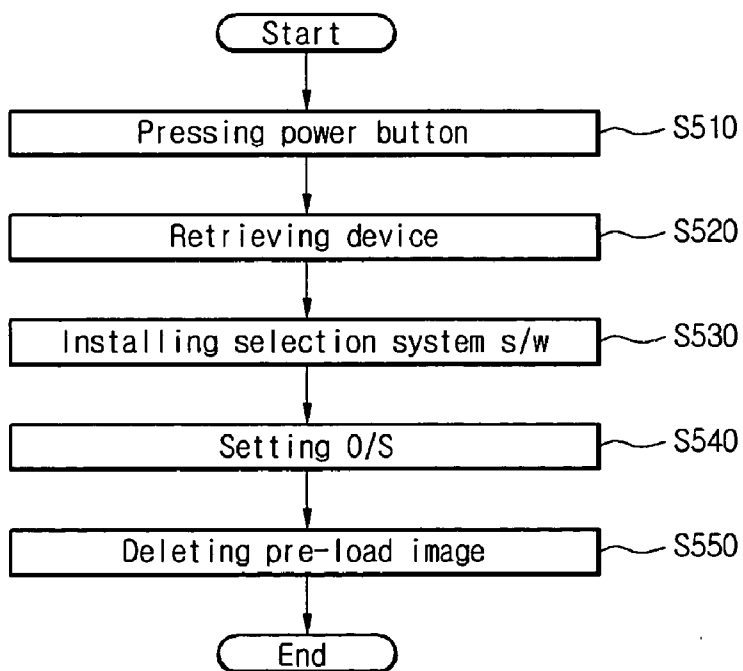 Start
Pressing power button
S510
Retrieving device
S520
Installing selection system s/w
S530
Setting O/S
S540
Deleting pre-load image
S550
End